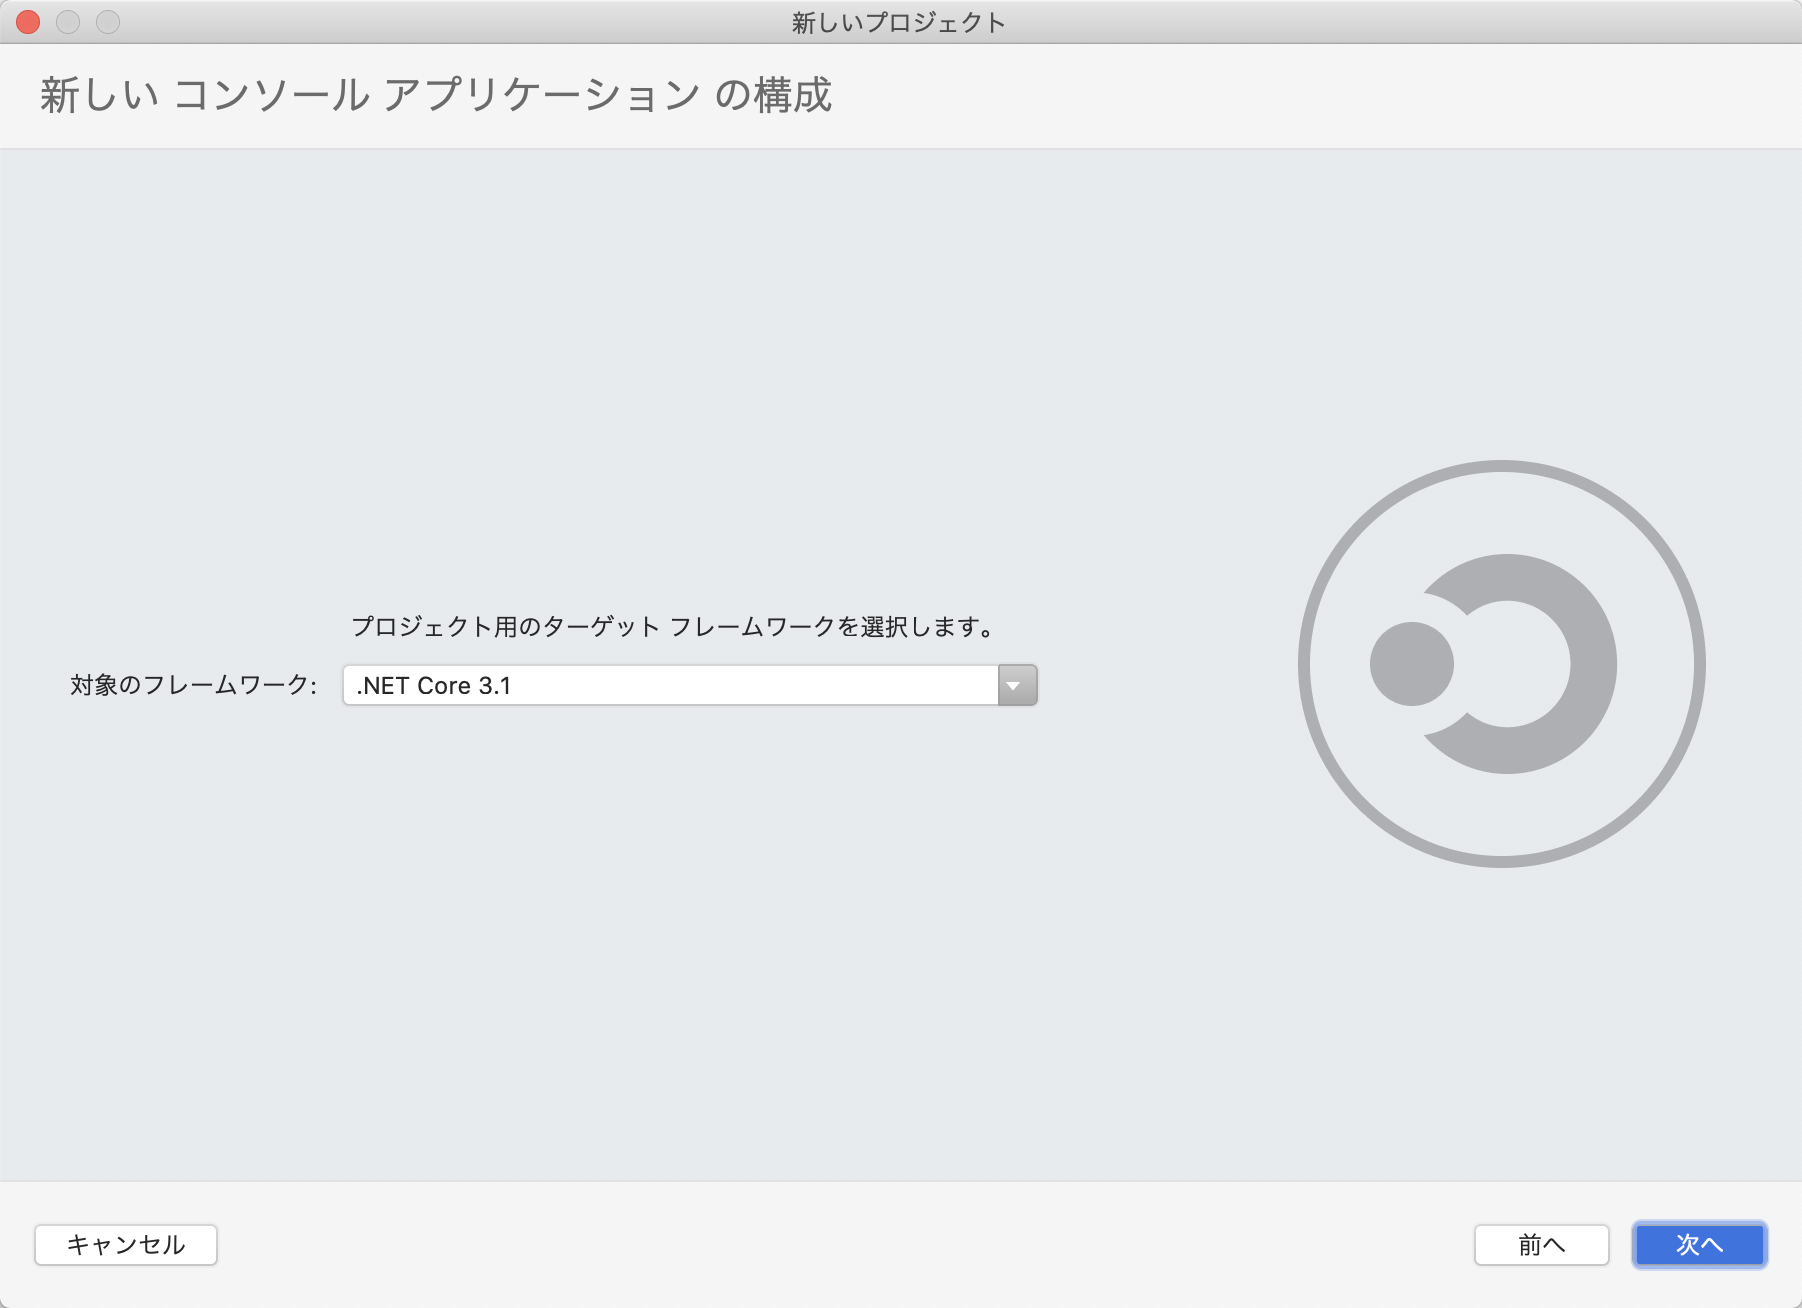 新しいプロジェクト
新しい コンソール アプリケーション の構成
プロジェクト用のターゲット フレームワークを選択します。
対象のフレームワーク: .NET Core 3.1
キャンセル 前へ 次へ